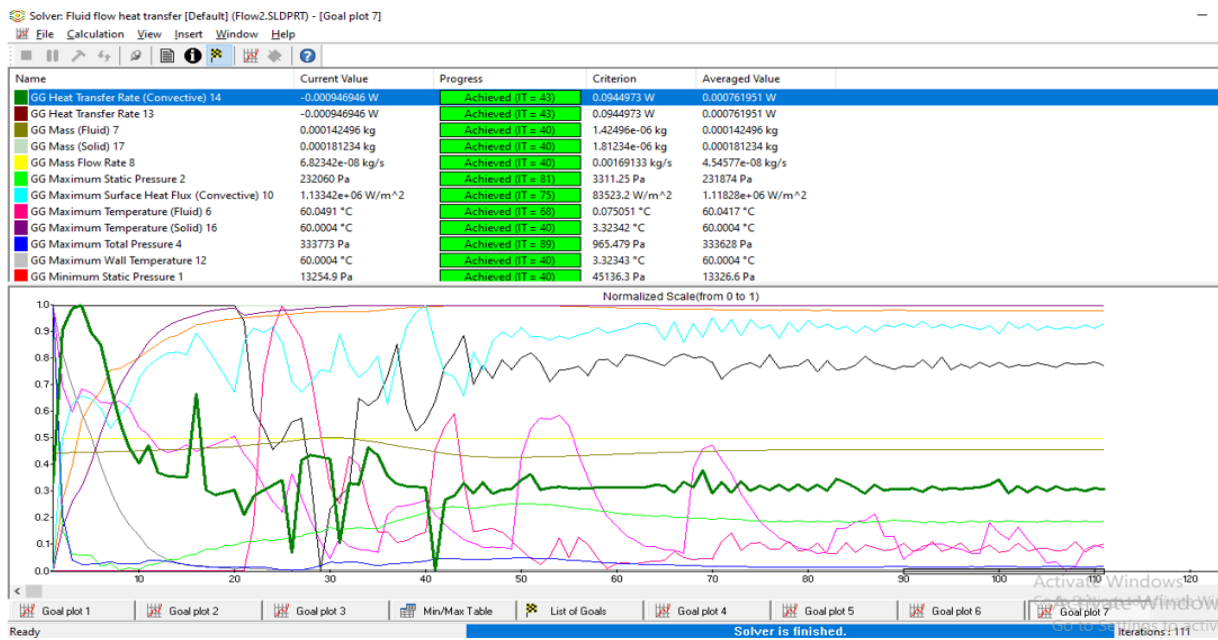 Solver: Fluid flow heat transfer [Default] (Flow2.SLDPRT) - [Goal plot 7]
File Calculation View Insert Window Help
Name Current Value Progress Criterion Averaged Value
GG Heat Transfer Rate (Convective) 14 -0.000946946 W Achieved (IT = 43) 0.0944973 W 0.000761951 W
GG Heat Transfer Rate 13 -0.000946946 W Achieved (IT = 43) 0.0944973 W 0.000761951 W
GG Mass (Fluid) 7 0.000142496 kg Achieved (IT = 40) 1.42496e-06 kg 0.000142496 kg
GG Mass (Solid) 17 0.000181234 kg Achieved (IT = 40) 1.81234e-06 kg 0.000181234 kg
GG Mass Flow Rate 8 6.82342e-08 kg/s Achieved (IT = 40) 0.00169133 kg/s 4.54577e-08 kg/s
GG Maximum Static Pressure 2 232060 Pa Achieved (IT = 81) 3311.25 Pa 231874 Pa
GG Maximum Surface Heat Flux (Convective) 10 1.13342e+06 W/m^2 Achieved (IT = 75) 83523.2 W/m^2 1.11828e+06 W/m^2
GG Maximum Temperature (Fluid) 6 60.0491 °C Achieved (IT = 68) 0.075051 °C 60.0417 °C
GG Maximum Temperature (Solid) 16 60.0004 °C Achieved (IT = 40) 3.32342 °C 60.0004 °C
GG Maximum Total Pressure 4 333773 Pa Achieved (IT = 89) 965.479 Pa 333628 Pa
GG Maximum Wall Temperature 12 60.0004 °C Achieved (IT = 40) 3.32343 °C 60.0004 °C
GG Minimum Static Pressure 1 13254.9 Pa Achieved (IT = 40) 45136.3 Pa 13326.6 Pa
Normalized Scale(from 0 to 1)
1.0
0.9
0.8
0.7
0.6
0.5
0.4
0.3
0.2
0.1
0.0
10 20 30 40 50 60 70 80 90 100 110 120
Activate Windows
Goal plot 1 Goal plot 2 Goal plot 3 Min/Max Table List of Goals Goal plot 4 Goal plot 5 Goal plot 6 Goal plot 7
Activate Window
Go to Settings to activ
Ready Solver is finished. Iterations : 111